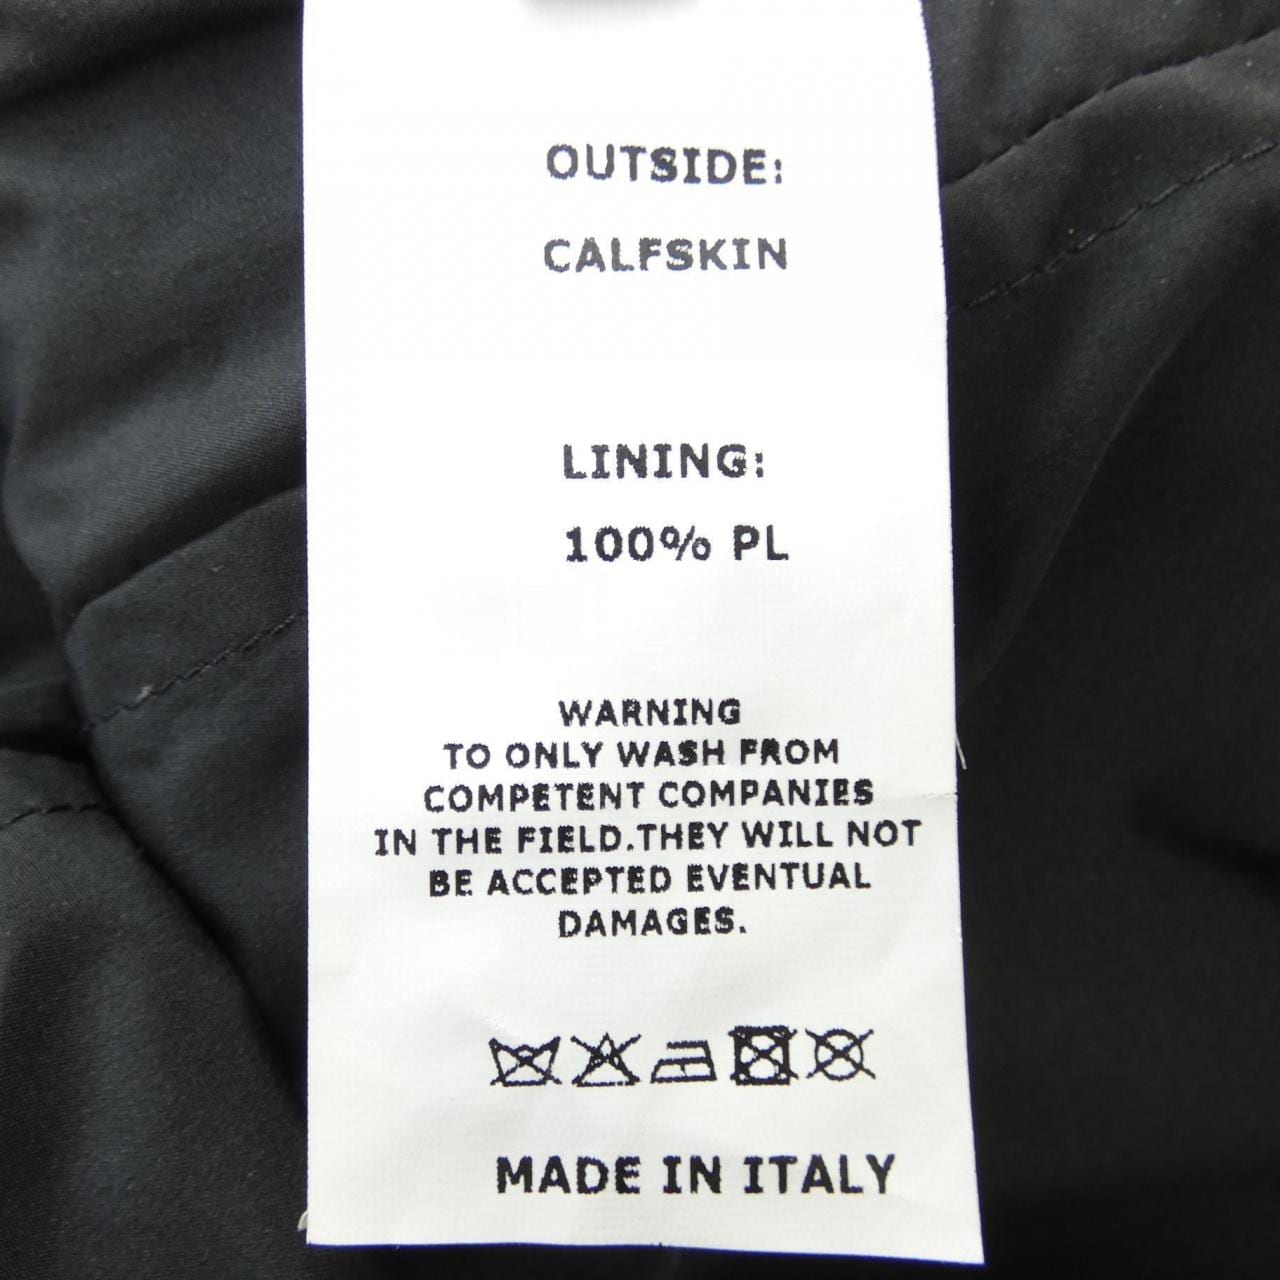 OUTSIDE:
CALFSKIN
LINING:
100% PL
WARNING
TO ONLY WASH FROM
COMPETENT COMPANIES
IN THE FIELD.THEY WILL NOT
BE ACCEPTED EVENTUAL
DAMAGES.
MADE IN ITALY